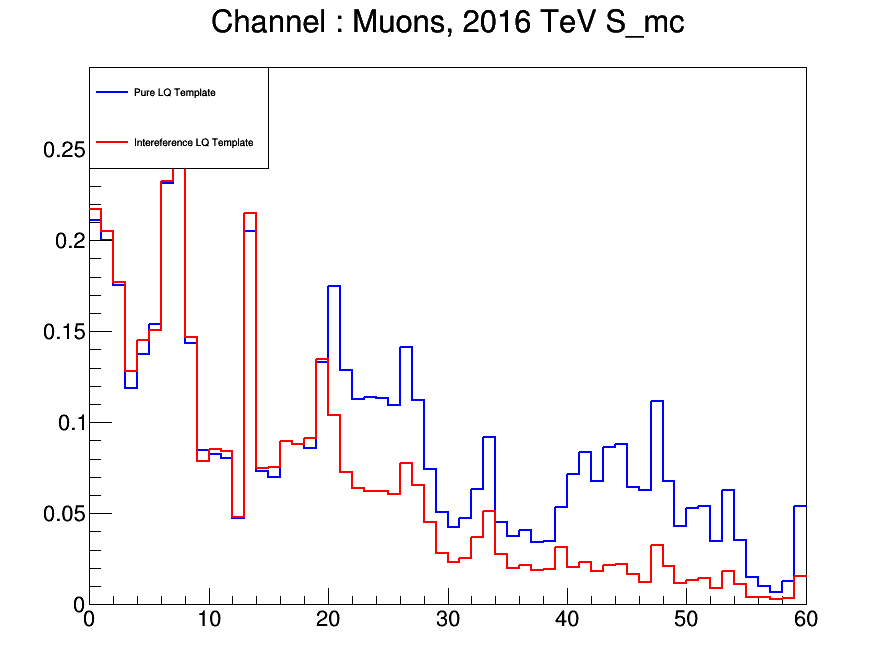 Channel : Muons, 2016 TeV S_mc
Pure LQ Template
Intereference LQ Template
0.25
0.2
0.15
0.1
0.05
0
0 10 20 30 40 50 60